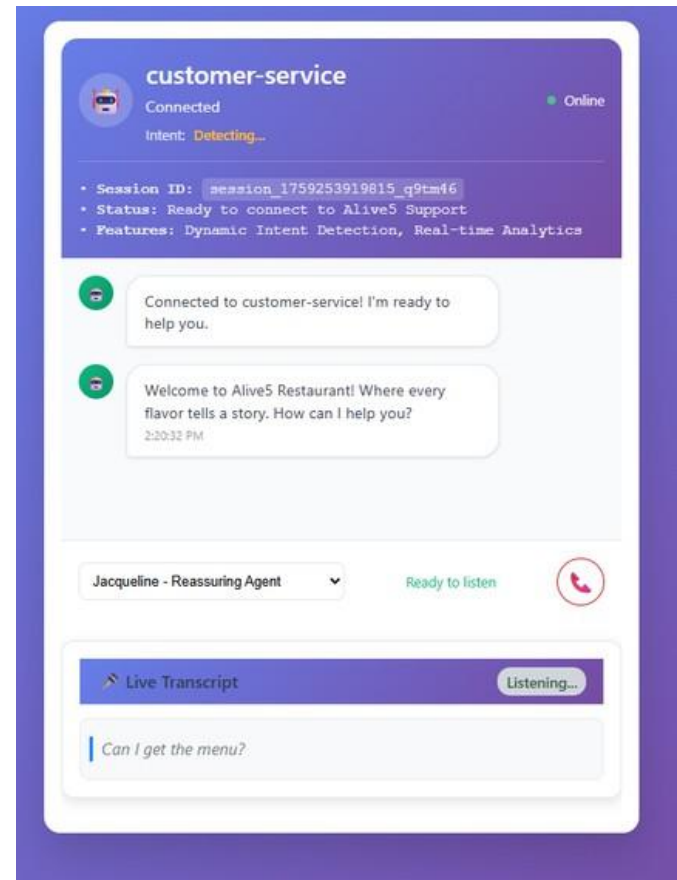 customer-service
Connected
Online
Intent: Detecting...
• Session ID: session_1759253919815_q9tm46
• Status: Ready to connect to Alive5 Support
• Features: Dynamic Intent Detection, Real-time Analytics
Connected to customer-service! I'm ready to
help you.
Welcome to Alive5 Restaurant! Where every
flavor tells a story. How can I help you?
2:20:32 PM
Jacqueline - Reassuring Agent
Ready to listen
Live Transcript
Listening...
Can I get the menu?